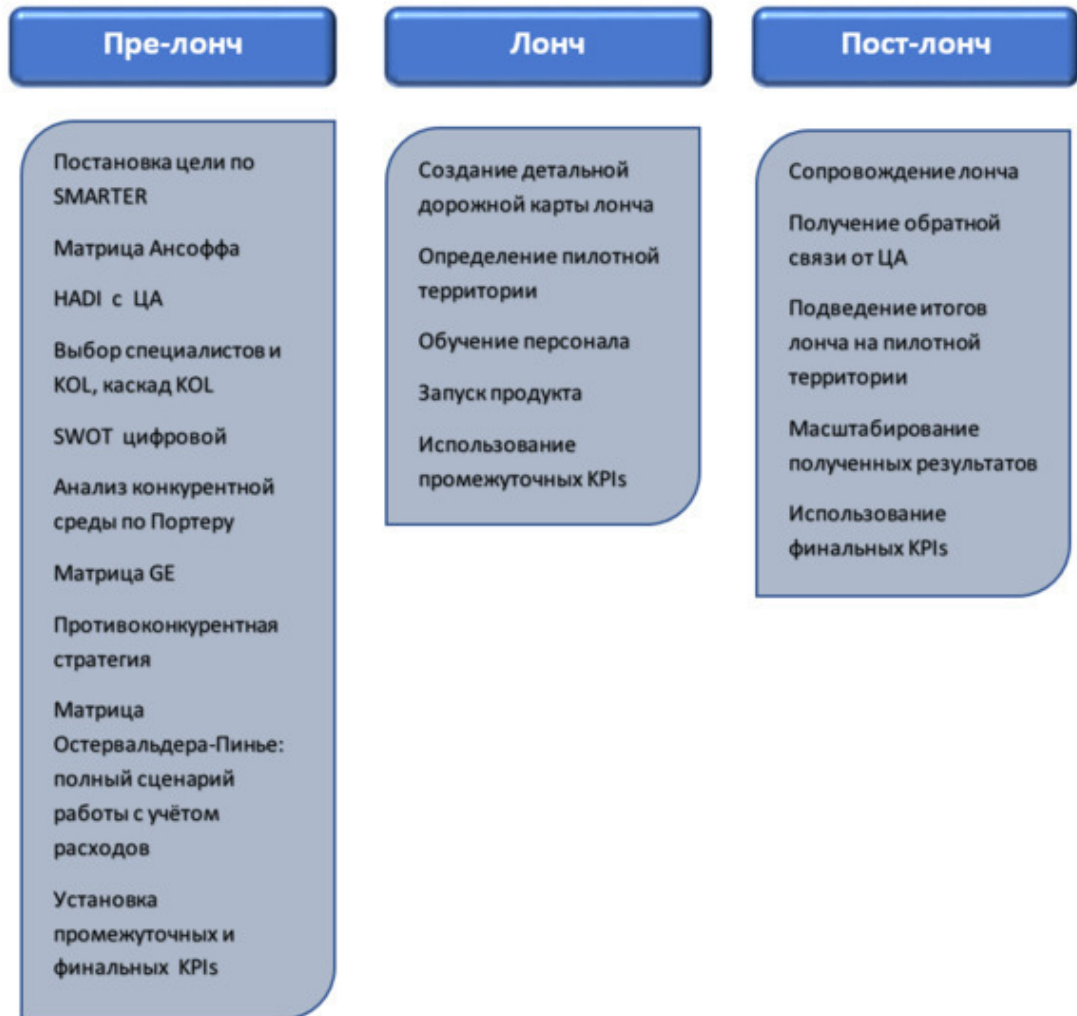 Пре-лонч
Постановка цели по
SMARTER
Матрица Ансоффа
HADI с ЦА
Выбор специалистов и
KOL, каскад KOL
SWOT цифровой
Анализ конкурентной
среды по Портеру
Матрица GE
Противоконкурентная
стратегия
Матрица
Остервальдера-Пинье:
полный сценарий
работы с учётом
расходов
Установка
промежуточных и
финальных KPIs
Лонч
Создание детальной
дорожной карты лонча
Определение пилотной
территории
Обучение персонала
Запуск продукта
Использование
промежуточных KPIs
Пост-лонч
Сопровождение лонча
Получение обратной
связи от ЦА
Подведение итогов
лонча на пилотной
территории
Масштабирование
полученных результатов
Использование
финальных KPIs